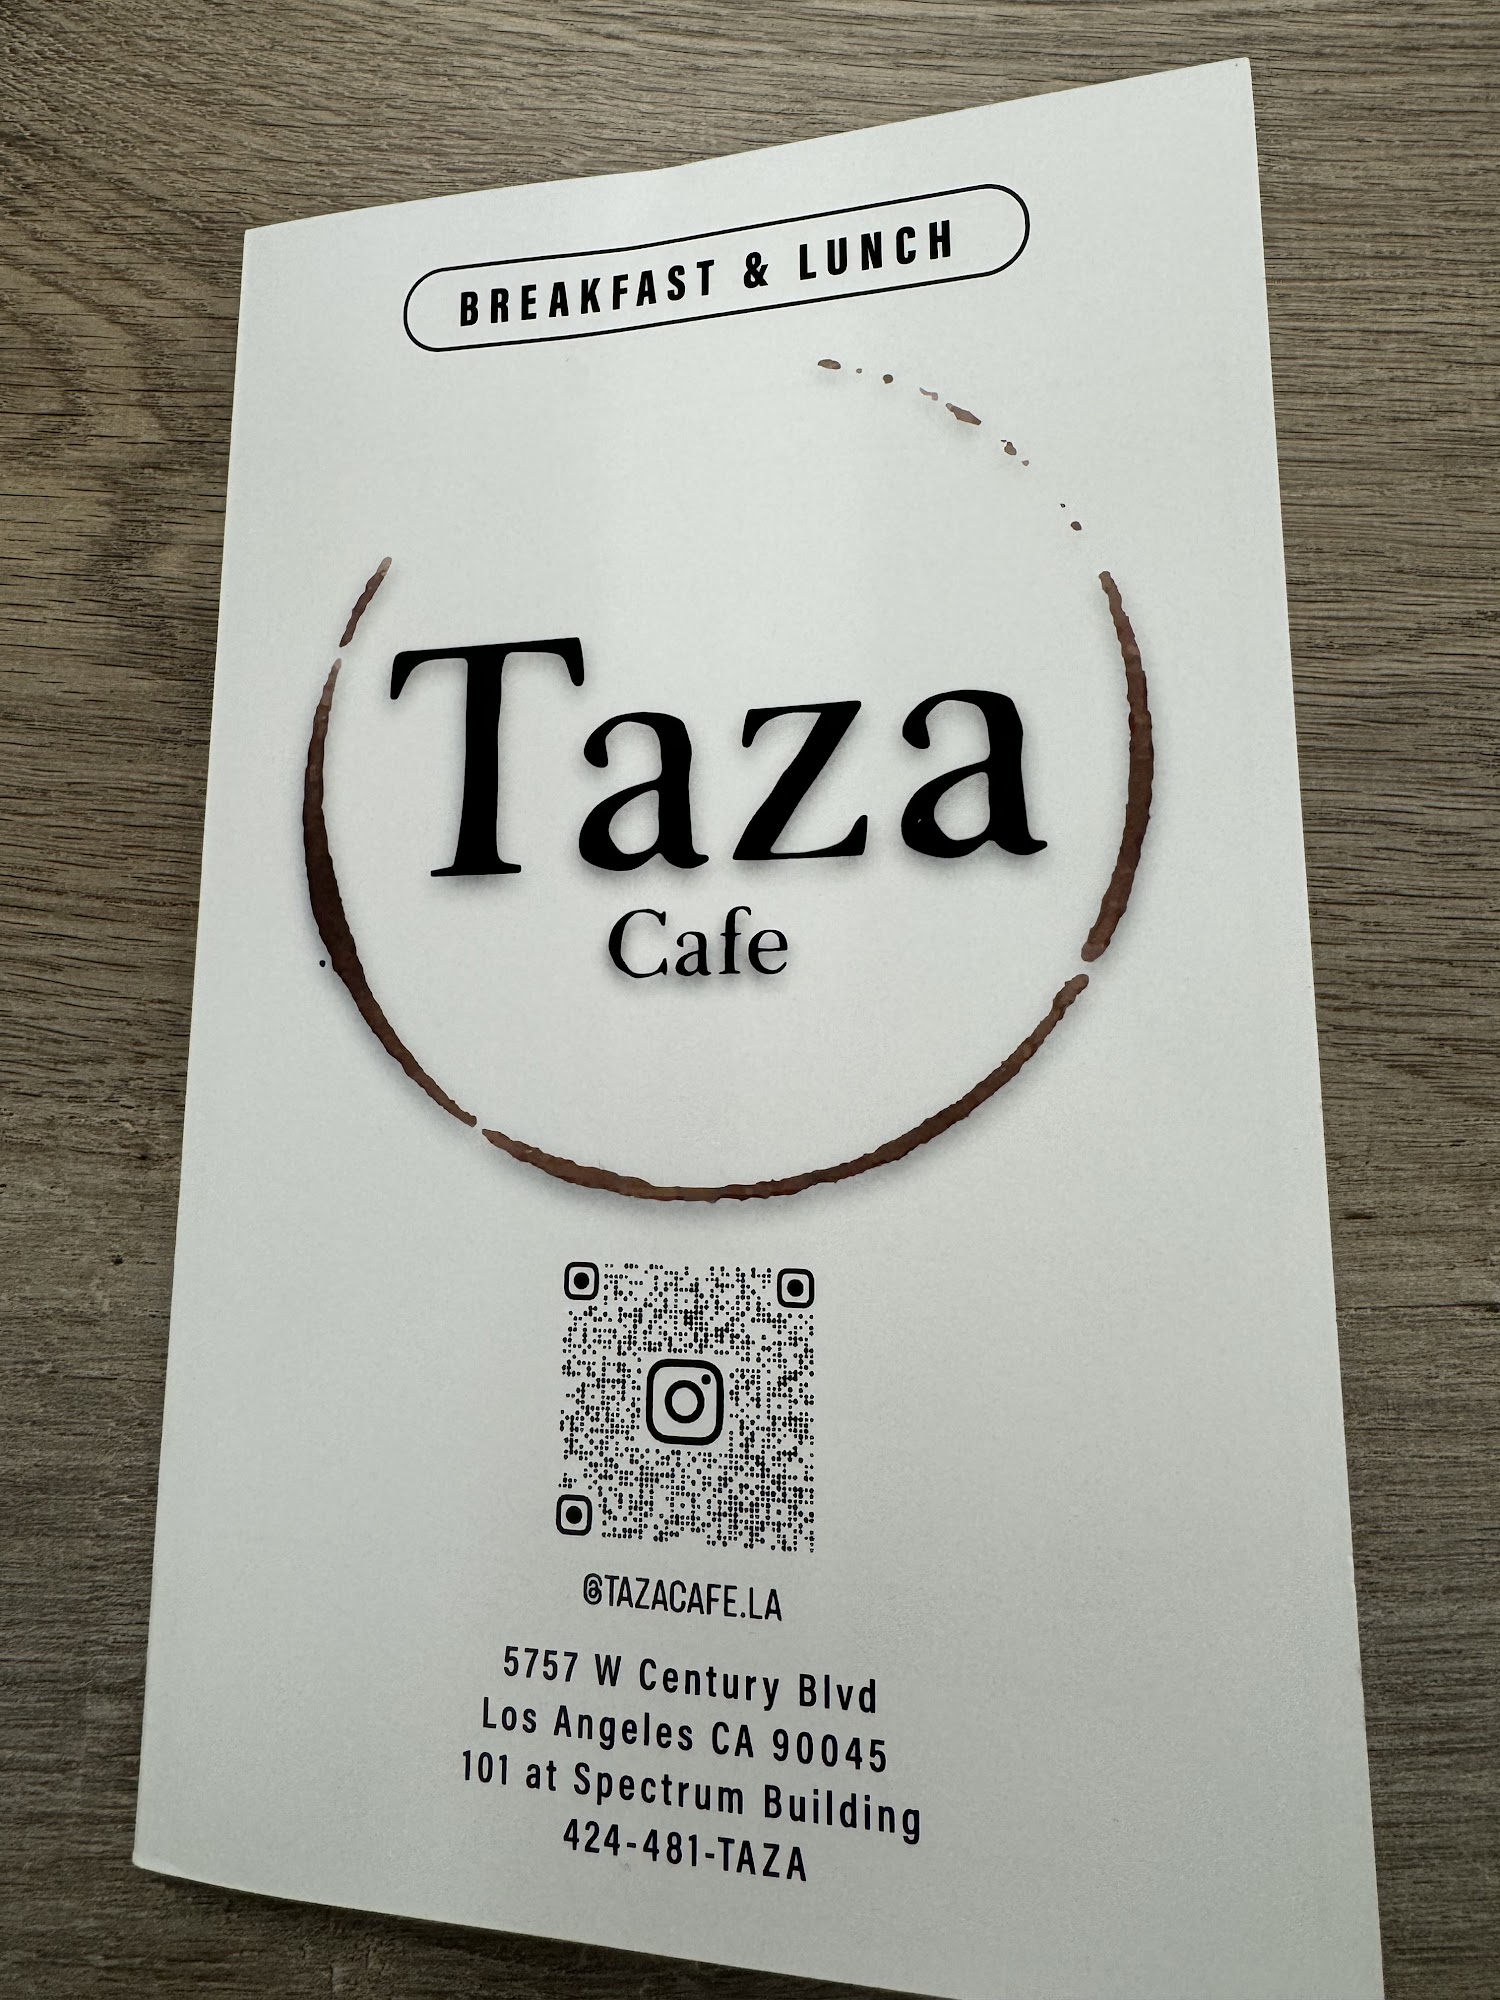 BREAKFAST & LUNCH
Taza
Cafe
@TAZACAFE.LA
5757 W Century Blvd
Los Angeles CA 90045
101 at Spectrum Building
424-481-TAZA